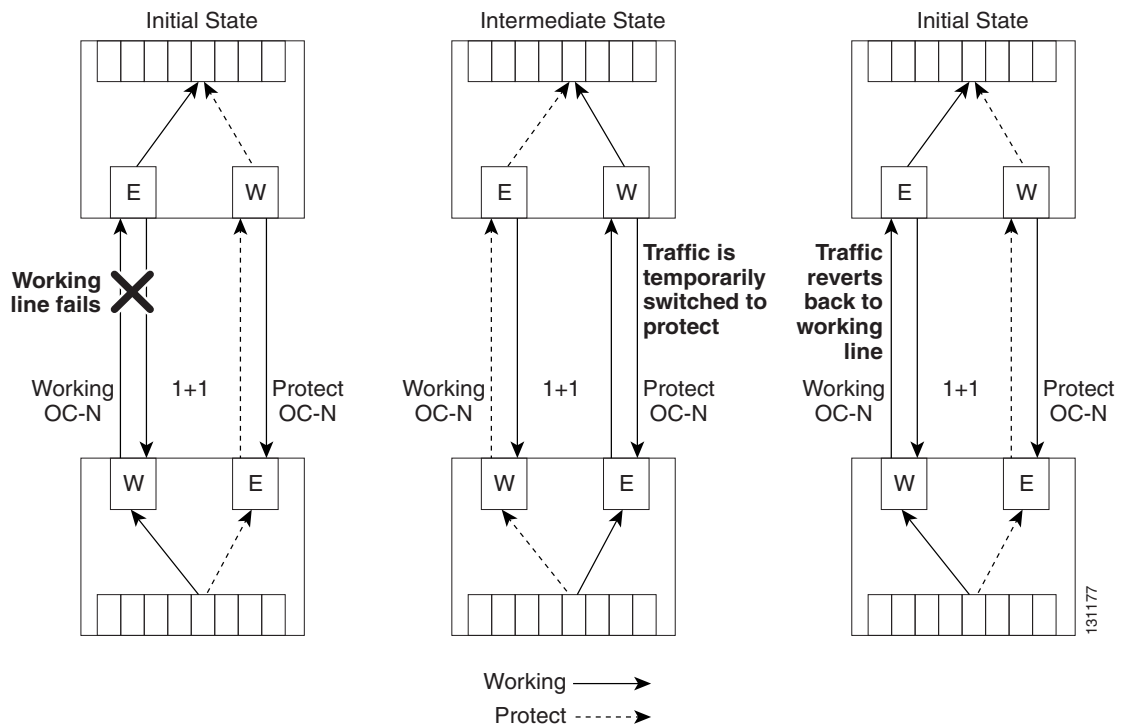 Initial State
E
W
Working
line fails
Working
OC-N
1+1
Protect
OC-N
W
E
Intermediate State
E
W
Traffic is
temporarily
switched to
protect
Working
OC-N
1+1
Protect
OC-N
W
E
Initial State
E
W
Traffic
reverts
back to
working
line
Working
OC-N
1+1
Protect
OC-N
W
E
131177
Working
Protect